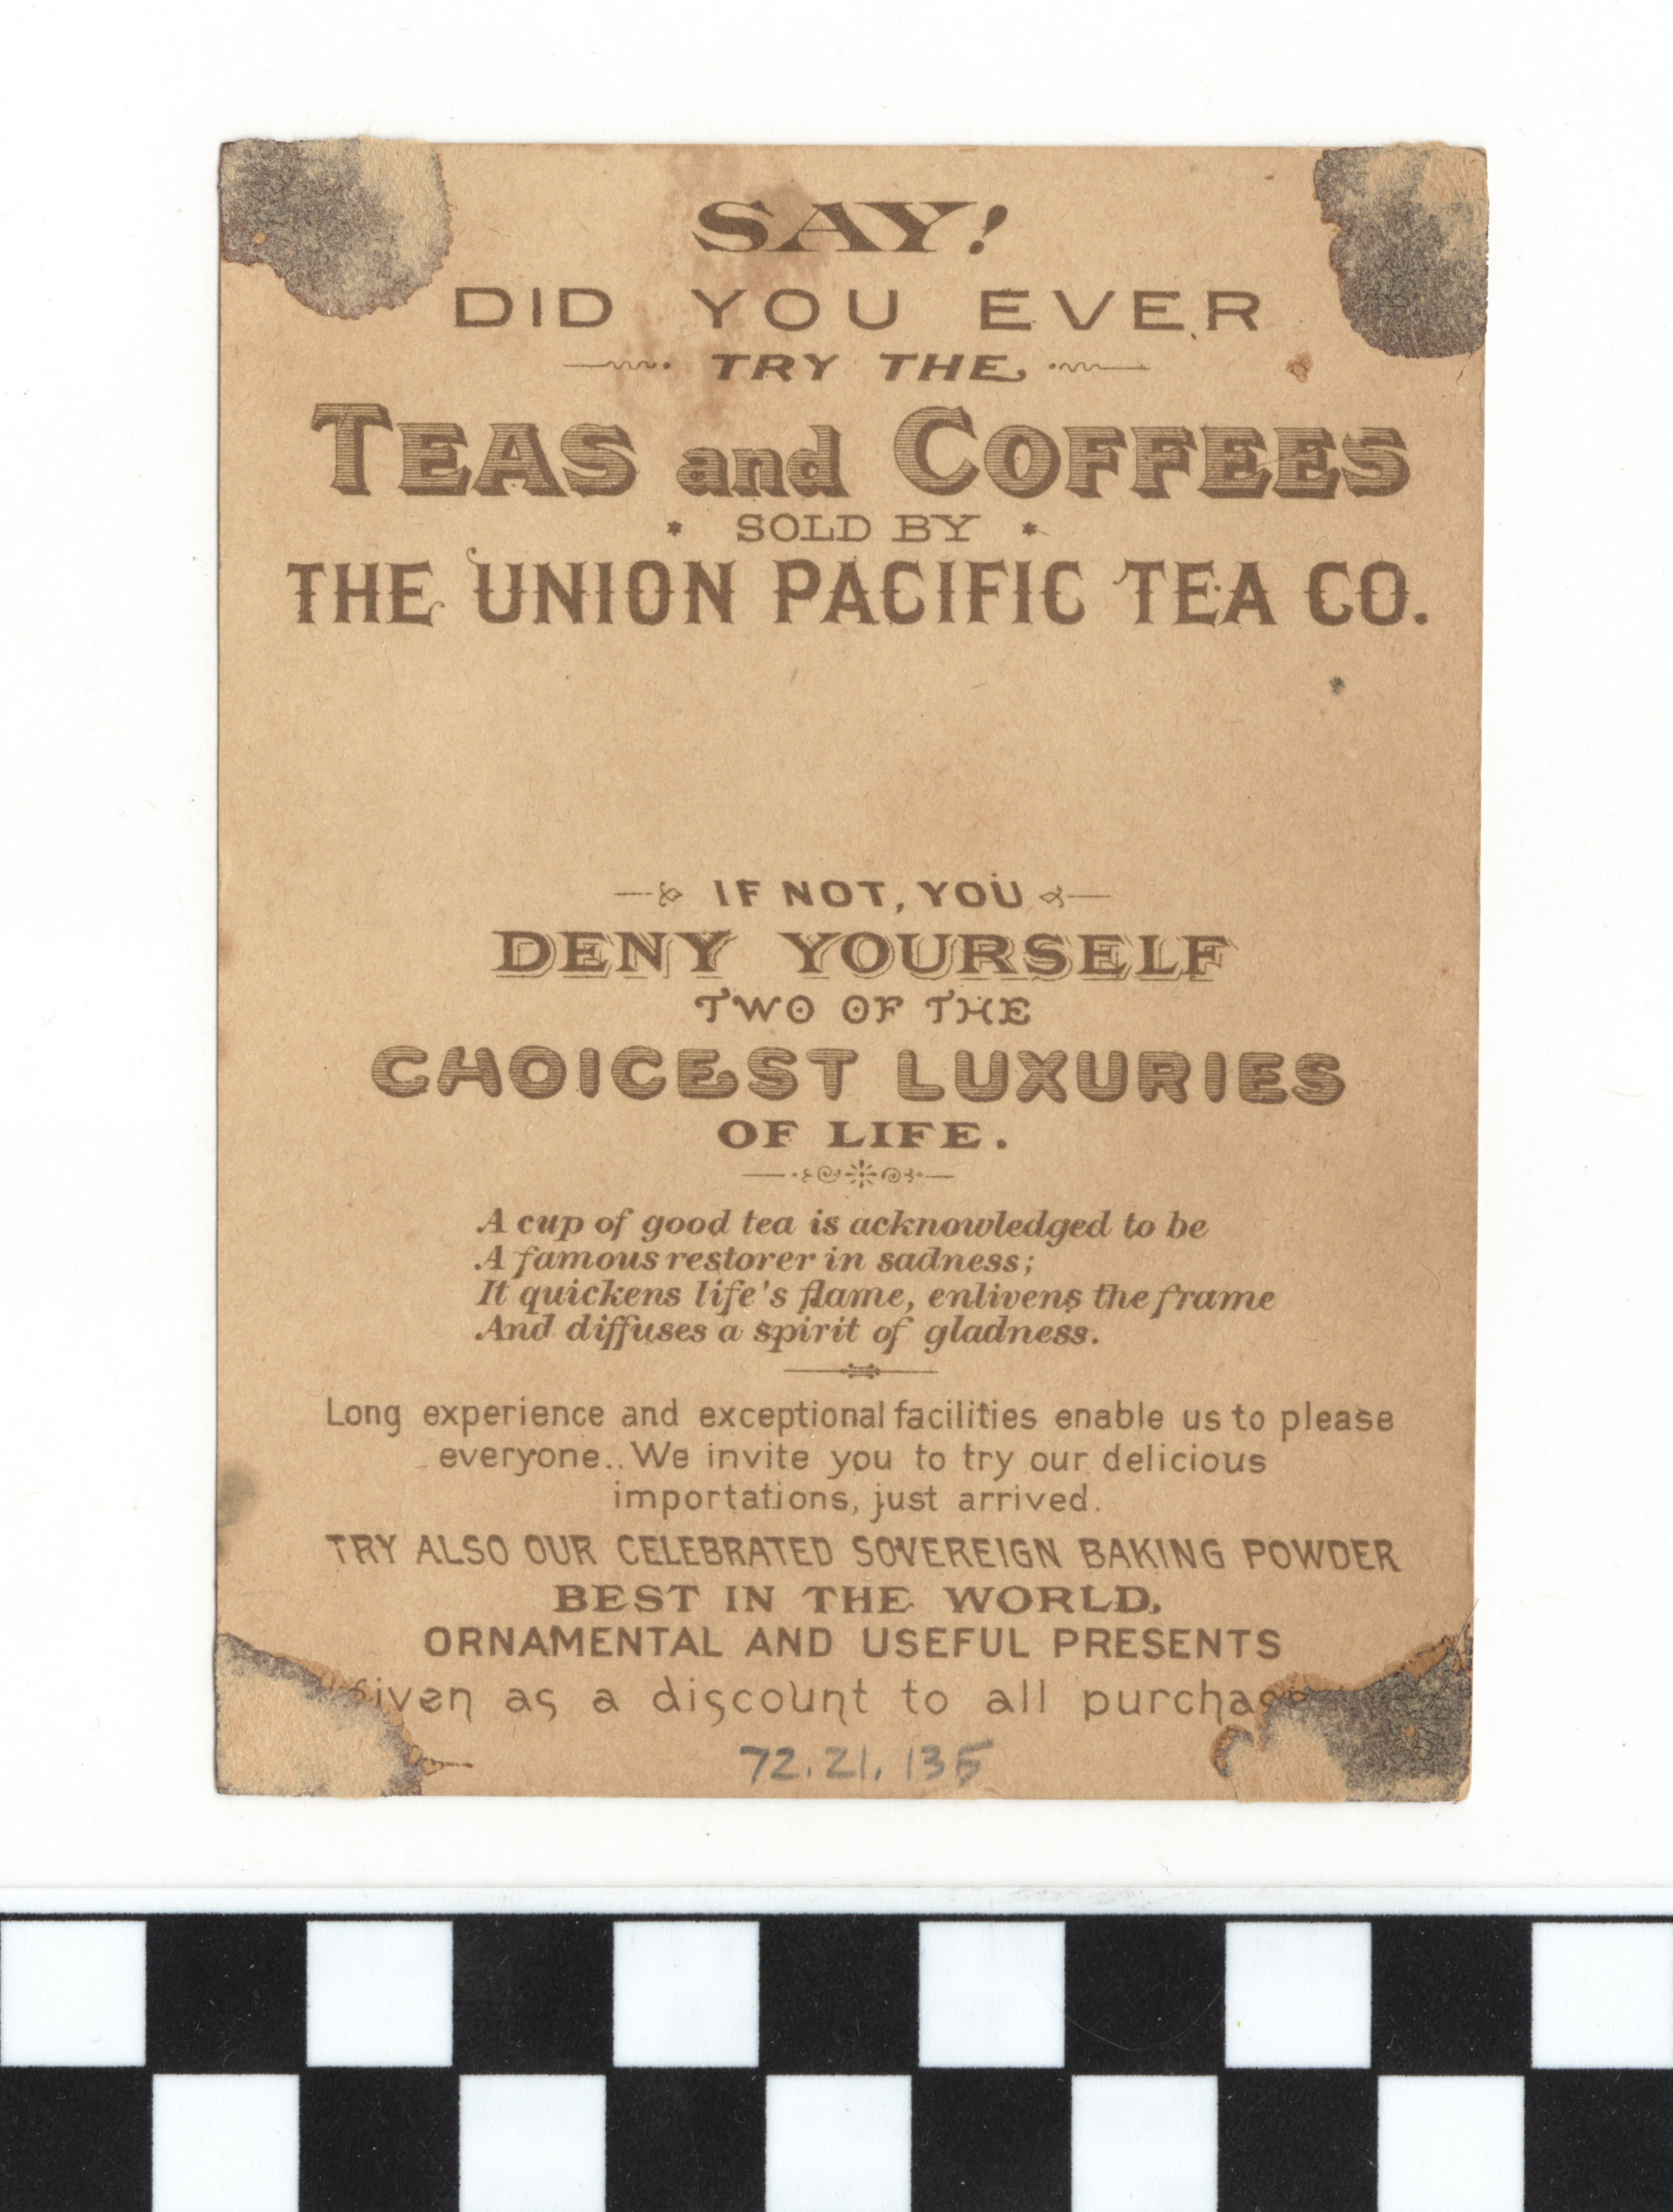 SAY!
DID YOU EVER
TRY THE
TEAS and COFFEES
SOLD BY
THE UNION PACIFIC TEA CO.
IF NOT, YOU
DENY YOURSELF
TWO OF THE
CHOICEST LUXURIES
OF LIFE.
A cup of good tea is acknowledged to be
A famous restorer in sadness;
It quickens life's flame, enlivens the frame
And diffuses a spirit of gladness.
Long experience and exceptional facilities enable us to please
everyone. We invite you to try our delicious
importations, just arrived.
TRY ALSO OUR CELEBRATED SOVEREIGN BAKING POWDER
BEST IN THE WORLD.
ORNAMENTAL AND USEFUL PRESENTS
Given as a discount to all
72.21.135